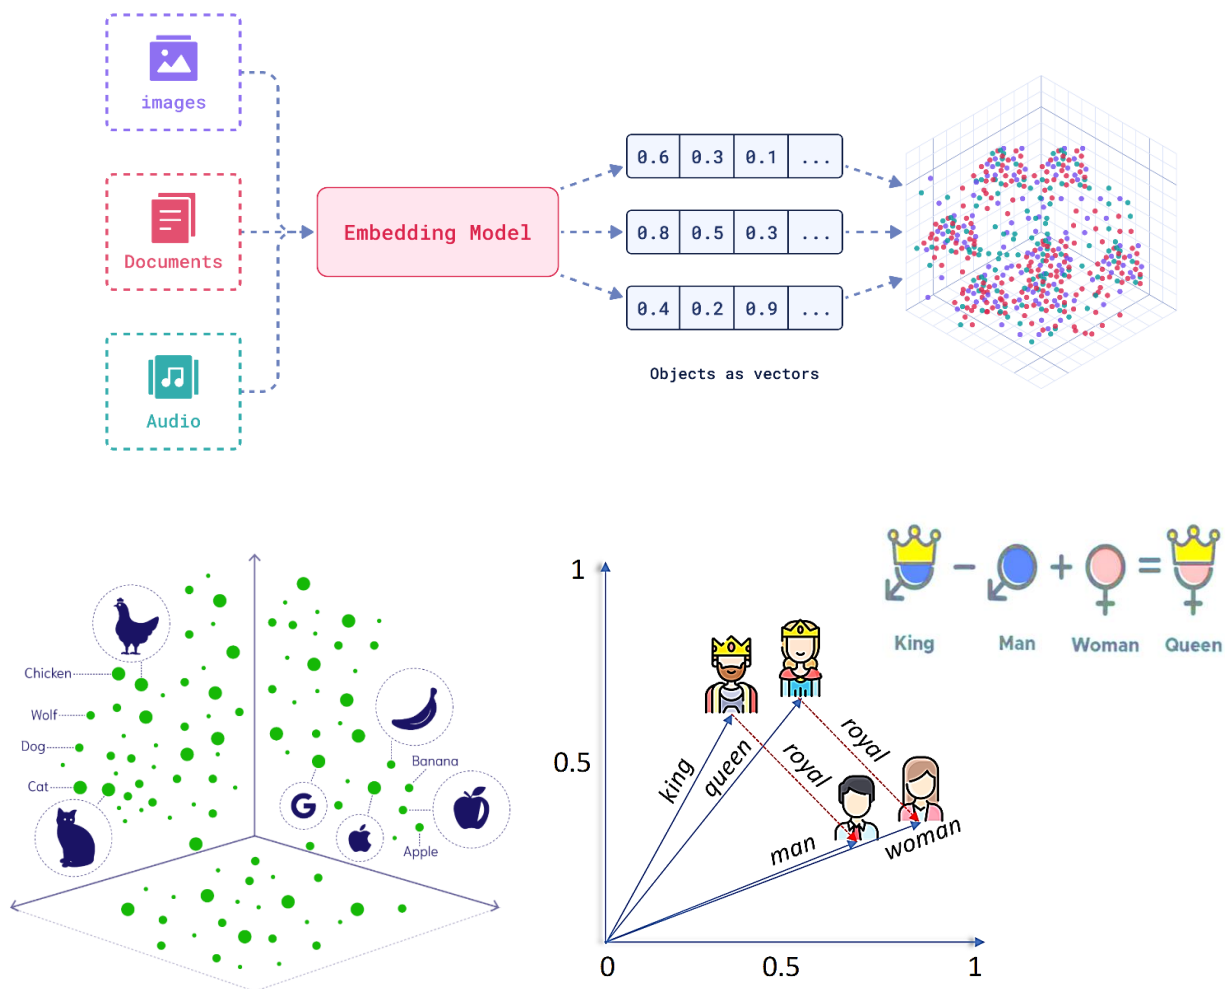 images
Documents
Audio
Embedding Model
0.6 0.3 0.1 ...
0.8 0.5 0.3 ...
0.4 0.2 0.9 ...
Objects as vectors
Chicken
Wolf
Dog
Cat
Banana
Apple
G
King − Man + Woman = Queen
1
0.5
0 0.5 1
king
queen
royal
royal
man
woman